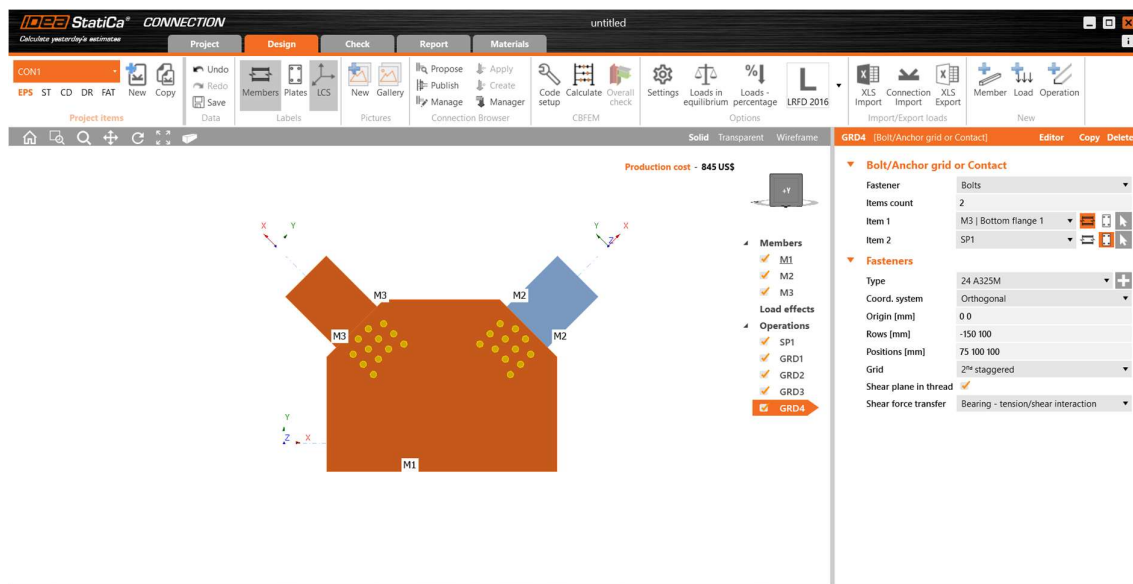 IDEA StatiCa® CONNECTION
untitled
Calculate yesterday's estimates
Project Design Check Report Materials
CON1
EPS ST CD DR FAT
New Copy
Project items
Undo
Redo
Save
Data
Members Plates LCS
Labels
New Gallery
Pictures
Propose Apply
Publish Create
Manage Manager
Connection Browser
Code setup Calculate Overall check
CBFEM
Settings Loads in equilibrium Loads - percentage LRFD 2016
Options
XLS Import Connection Import XLS Export
Import/Export loads
Member Load Operation
New
Solid Transparent Wireframe
GRD4 [Bolt/Anchor grid or Contact] Editor Copy Delete
Production cost - 845 US$
+Y
X Y
Y X
Z
M3 M2
M3 M2
Y
Z X
M1
Members
M1
M2
M3
Load effects
Operations
SP1
GRD1
GRD2
GRD3
GRD4
Bolt/Anchor grid or Contact
Fastener Bolts
Items count 2
Item 1 M3 | Bottom flange 1
Item 2 SP1
Fasteners
Type 24 A325M
Coord. system Orthogonal
Origin [mm] 0 0
Rows [mm] -150 100
Positions [mm] 75 100 100
Grid 2ⁿᵈ staggered
Shear plane in thread
Shear force transfer Bearing - tension/shear interaction